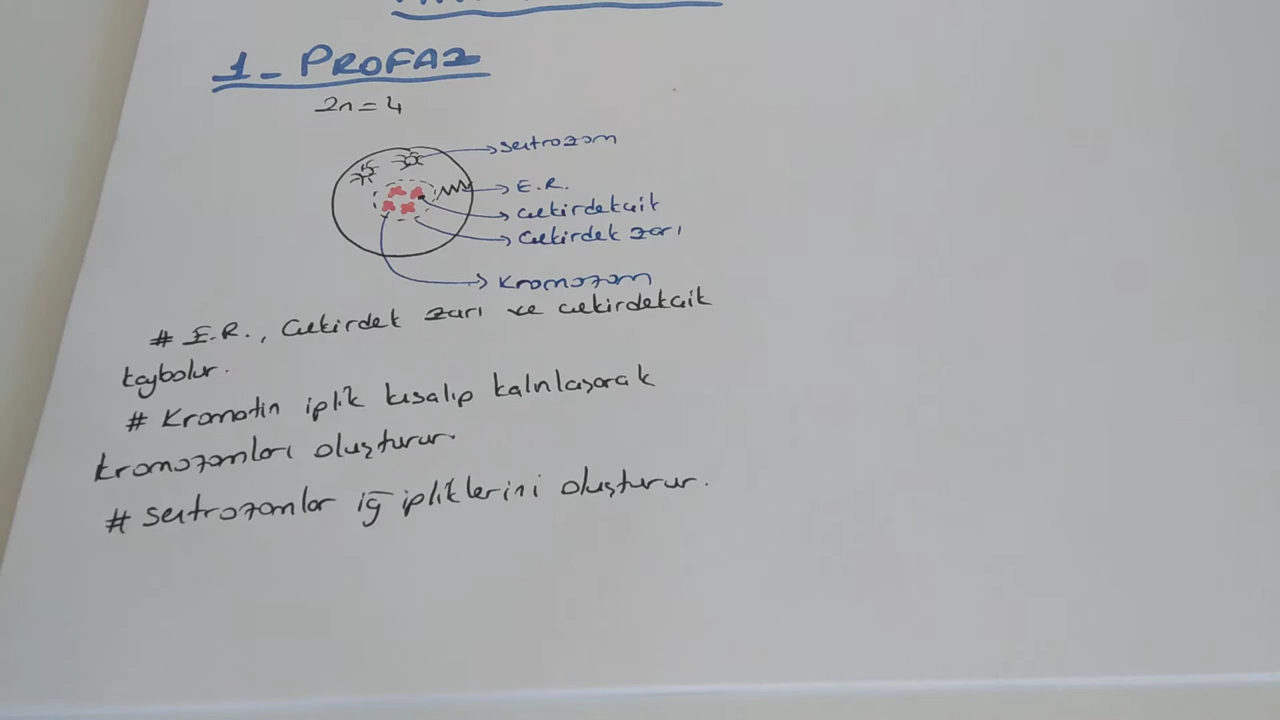 1- PROFAZ
2n=4
sentrozom
E.R.
çekirdekçik
Çekirdek zarı
Kromozom
# E.R., Çekirdek zarı ve çekirdekçik
kaybolur.
# Kromatin iplik kısalıp kalınlaşarak
kromozomları oluşturur.
# Sentrozomlar iğ ipliklerini oluşturur.